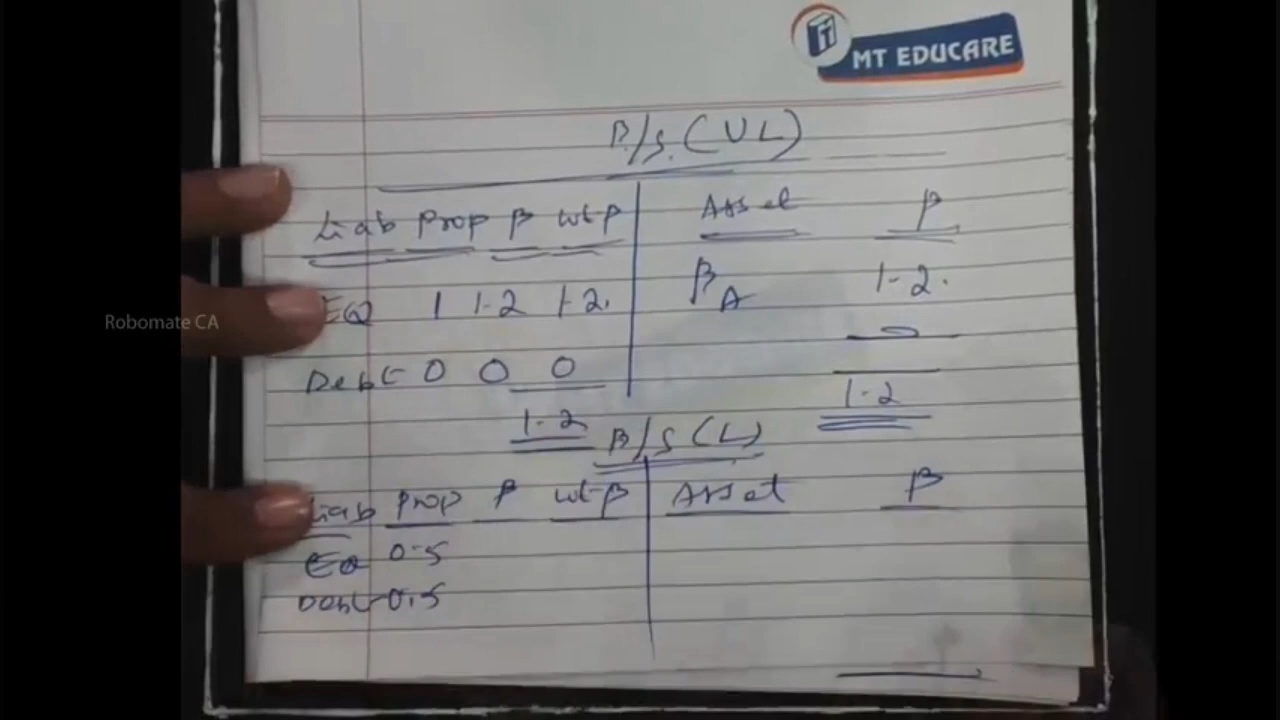 MT EDUCARE
B/S. (UL)
Liab Prop β wt β Asset β
EQ 1 1.2 1.2. βA 1.2.
Robomate CA
Debt 0 0 0
1.2 1.2
B/S (L)
Liab Prop β wt β Asset β
EQ 0.5
Debt 0.5